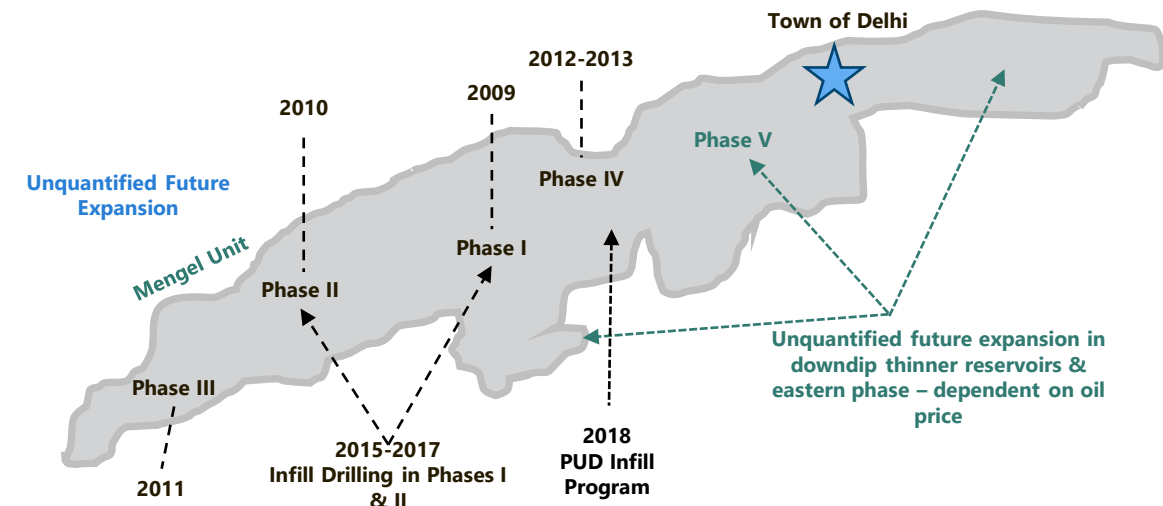 Town of Delhi
2012-2013
2009
2010
Phase V
Unquantified Future
Expansion
Phase IV
Mengel Unit
Phase I
Phase II
Unquantified future expansion in
downdip thinner reservoirs &
eastern phase – dependent on oil
price
Phase III
2015-2017
Infill Drilling in Phases I
& II
2018
PUD Infill
Program
2011